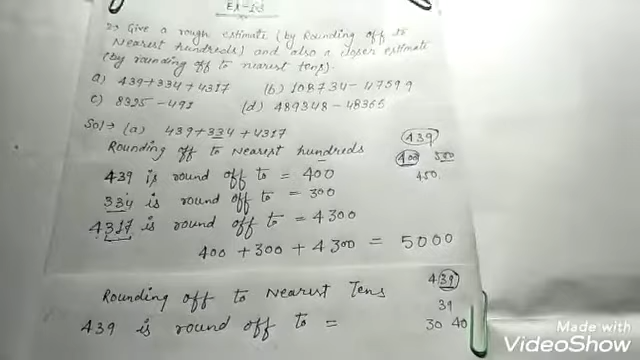 EX-1.3
2. Give a rough estimate (by Rounding off to
Nearest hundreds) and also a closer estimate
(by rounding off to nearest tens).
a) 439+334+4317 (b) 108734-47599
c) 8325-491 (d) 489348-48365
Sol:→ (a) 439+334+4317
Rounding off to Nearest hundreds
439
400 500
450
439 is round off to = 400
334 is round off to = 300
4317 is round off to = 4300
400 + 300 + 4300 = 5000
Rounding off to Nearest Tens
439
39
30 40
439 is round off to =
Made with
VideoShow